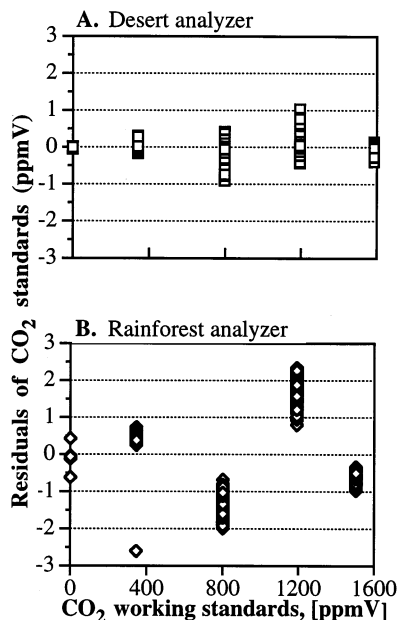 A. Desert analyzer
3
2
1
0
-1
-2
-3
Residuals of CO2 standards (ppmV)
B. Rainforest analyzer
3
2
1
0
-1
-2
-3
0 400 800 1200 1600
CO2 working standards, [ppmV]